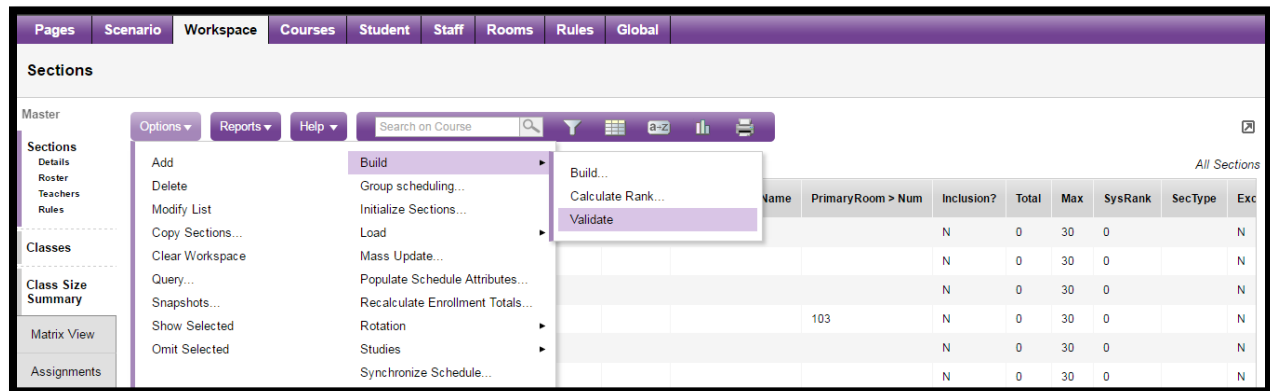 Pages Scenario Workspace Courses Student Staff Rooms Rules Global
Sections
Master
Options Reports Help Search on Course a-z
Sections
Details
Roster
Teachers
Rules
Classes
Class Size
Summary
Matrix View
Assignments
Add
Delete
Modify List
Copy Sections...
Clear Workspace
Query...
Snapshots...
Show Selected
Omit Selected
Build
Group scheduling...
Initialize Sections...
Load
Mass Update...
Populate Schedule Attributes...
Recalculate Enrollment Totals...
Rotation
Studies
Synchronize Schedule...
Build...
Calculate Rank...
Validate
All Sections
Name PrimaryRoom > Num Inclusion? Total Max SysRank SecType Exc
N 0 30 0 N
N 0 30 0 N
N 0 30 0 N
103 N 0 30 0 N
N 0 30 0 N
N 0 30 0 N